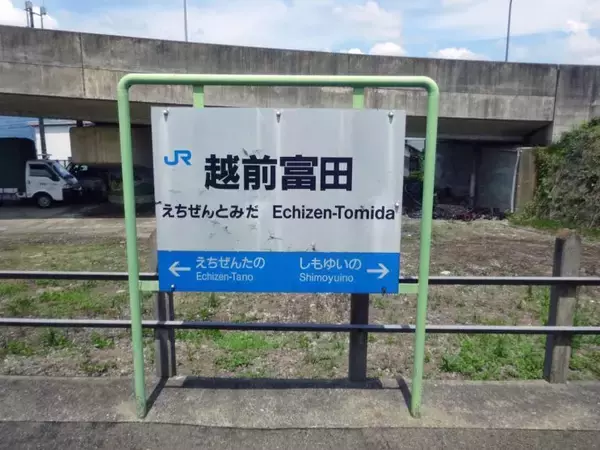 JR 越前富田
えちぜんとみだ Echizen-Tomida
← えちぜんたの しもゆいの →
Echizen-Tano Shimoyuino